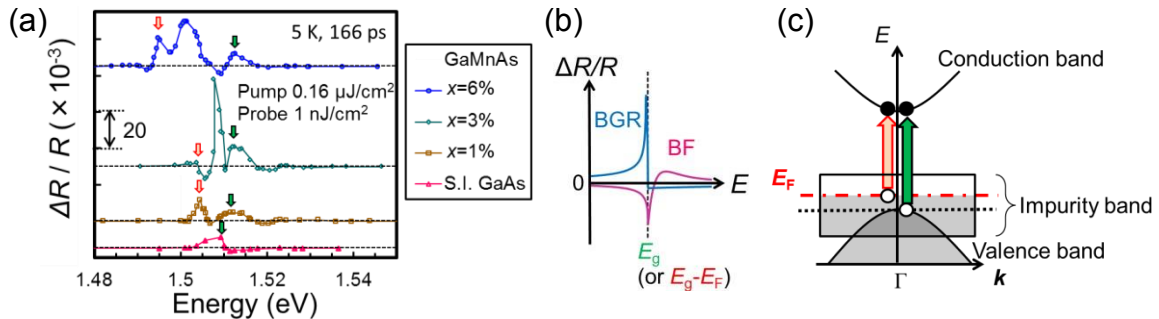 (a)
5 K, 166 ps
Pump 0.16 μJ/cm²
Probe 1 nJ/cm²
20
ΔR / R ( × 10⁻³)
1.48
1.5
1.52
1.54
Energy (eV)
GaMnAs
x=6%
x=3%
x=1%
S.I. GaAs
(b)
ΔR/R
BGR
BF
0
E
Eg
(or Eg-EF)
(c)
E
Conduction band
EF
Impurity band
Valence band
Γ
k